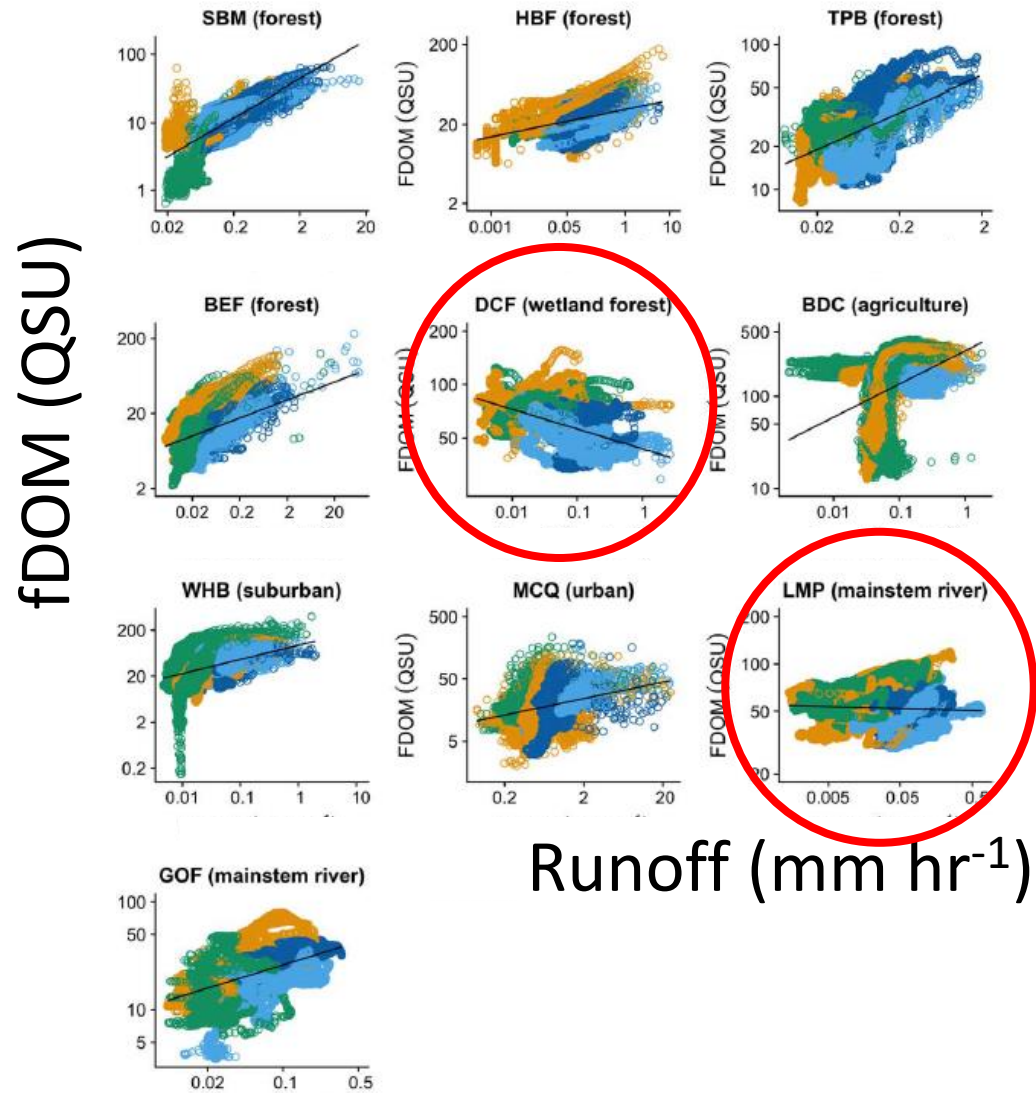 fDOM (QSU)
SBM (forest)
100
10
1
0.02 0.2 2 20
HBF (forest)
FDOM (QSU)
200
20
2
0.001 0.05 1 10
TPB (forest)
FDOM (QSU)
100
50
20
10
0.02 0.2 2
BEF (forest)
200
20
2
0.02 0.2 2 20
DCF (wetland forest)
FDOM (QSU)
200
100
50
0.01 0.1 1
BDC (agriculture)
FDOM (QSU)
500
100
50
10
0.01 0.1 1
WHB (suburban)
200
20
2
0.2
0.01 0.1 1 10
MCQ (urban)
FDOM (QSU)
500
50
5
0.2 2 20
LMP (mainstem river)
FDOM (QSU)
200
100
50
20
0.005 0.05 0.5
Runoff (mm hr⁻¹)
GOF (mainstem river)
100
50
10
5
0.02 0.1 0.5